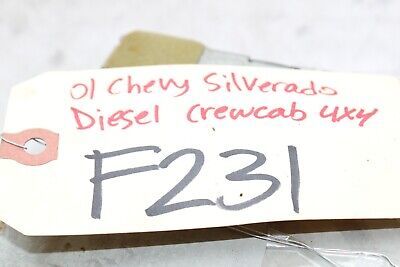 01 Chevy Silverado
Diesel Crewcab 4x4
F231